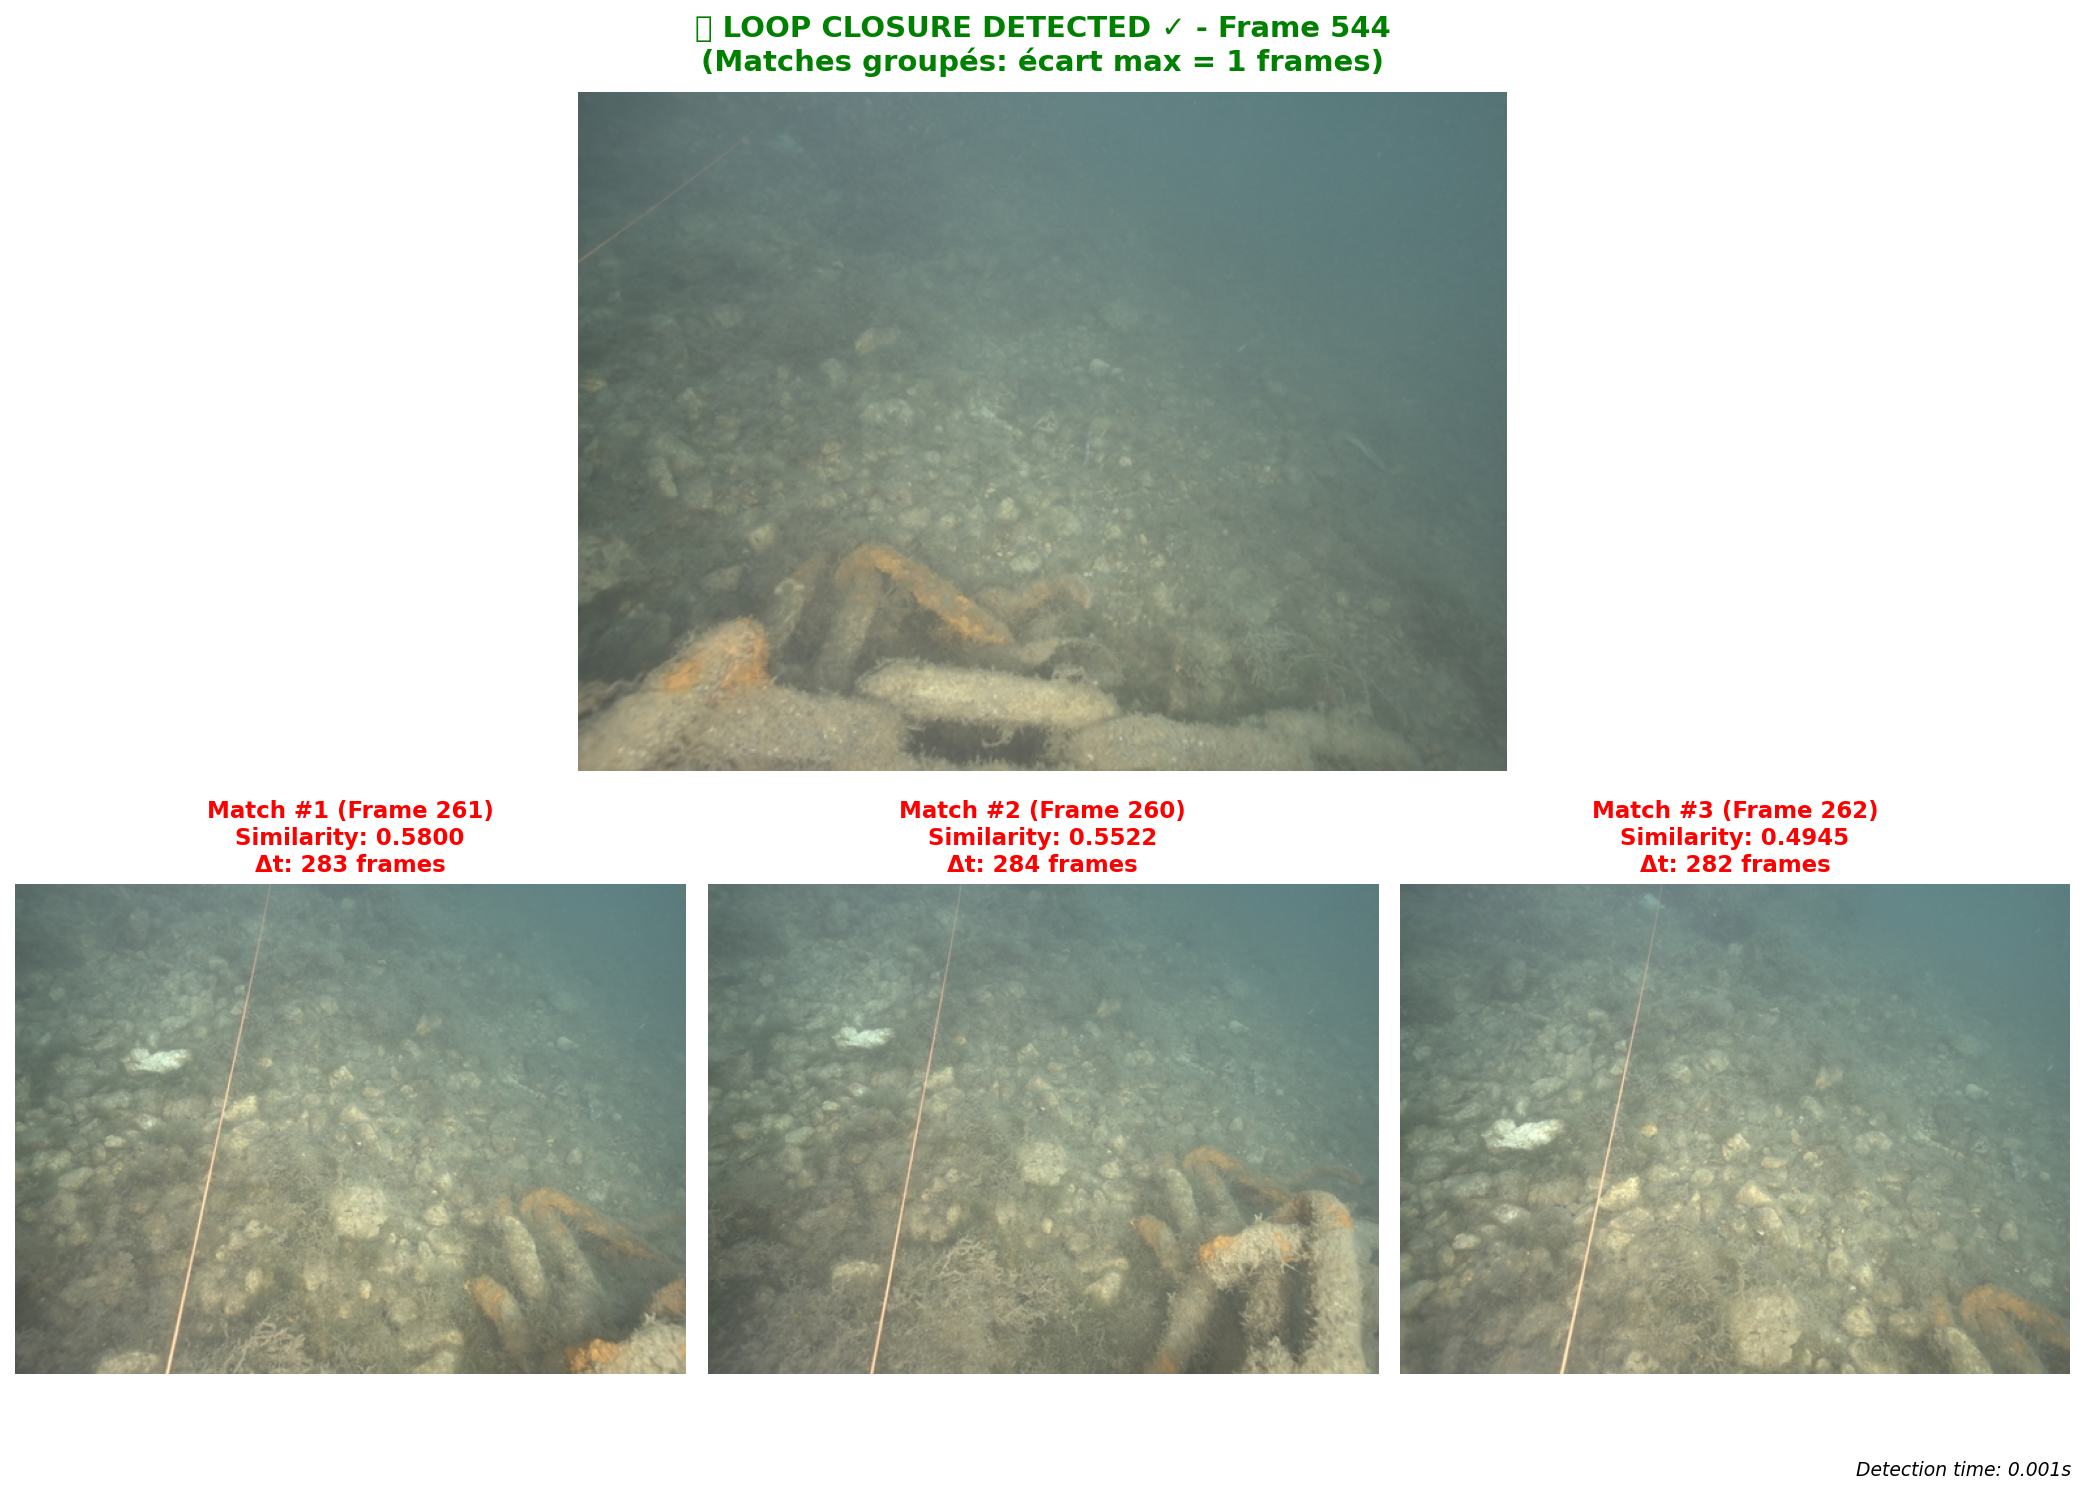 LOOP CLOSURE DETECTED ✓ - Frame 544
(Matches groupés: écart max = 1 frames)
Match #1 (Frame 261)
Similarity: 0.5800
Δt: 283 frames
Match #2 (Frame 260)
Similarity: 0.5522
Δt: 284 frames
Match #3 (Frame 262)
Similarity: 0.4945
Δt: 282 frames
Detection time: 0.001s